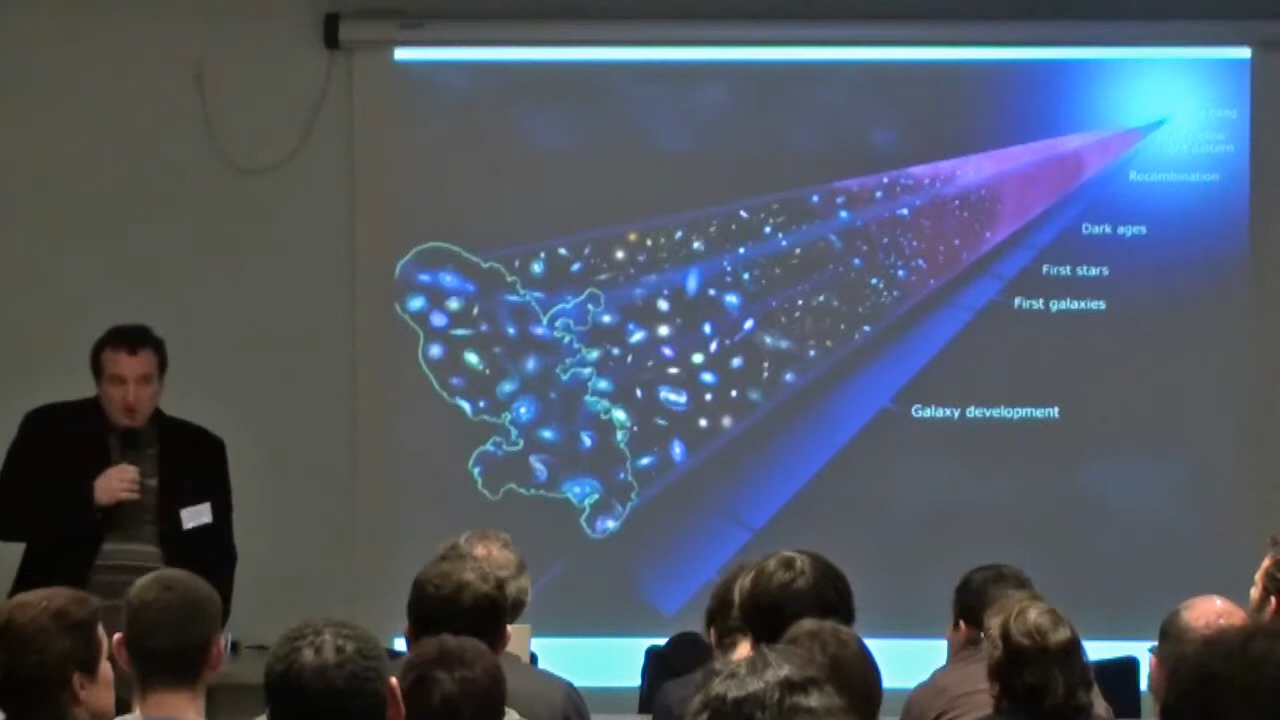 Recombination
Dark ages
First stars
First galaxies
Galaxy development